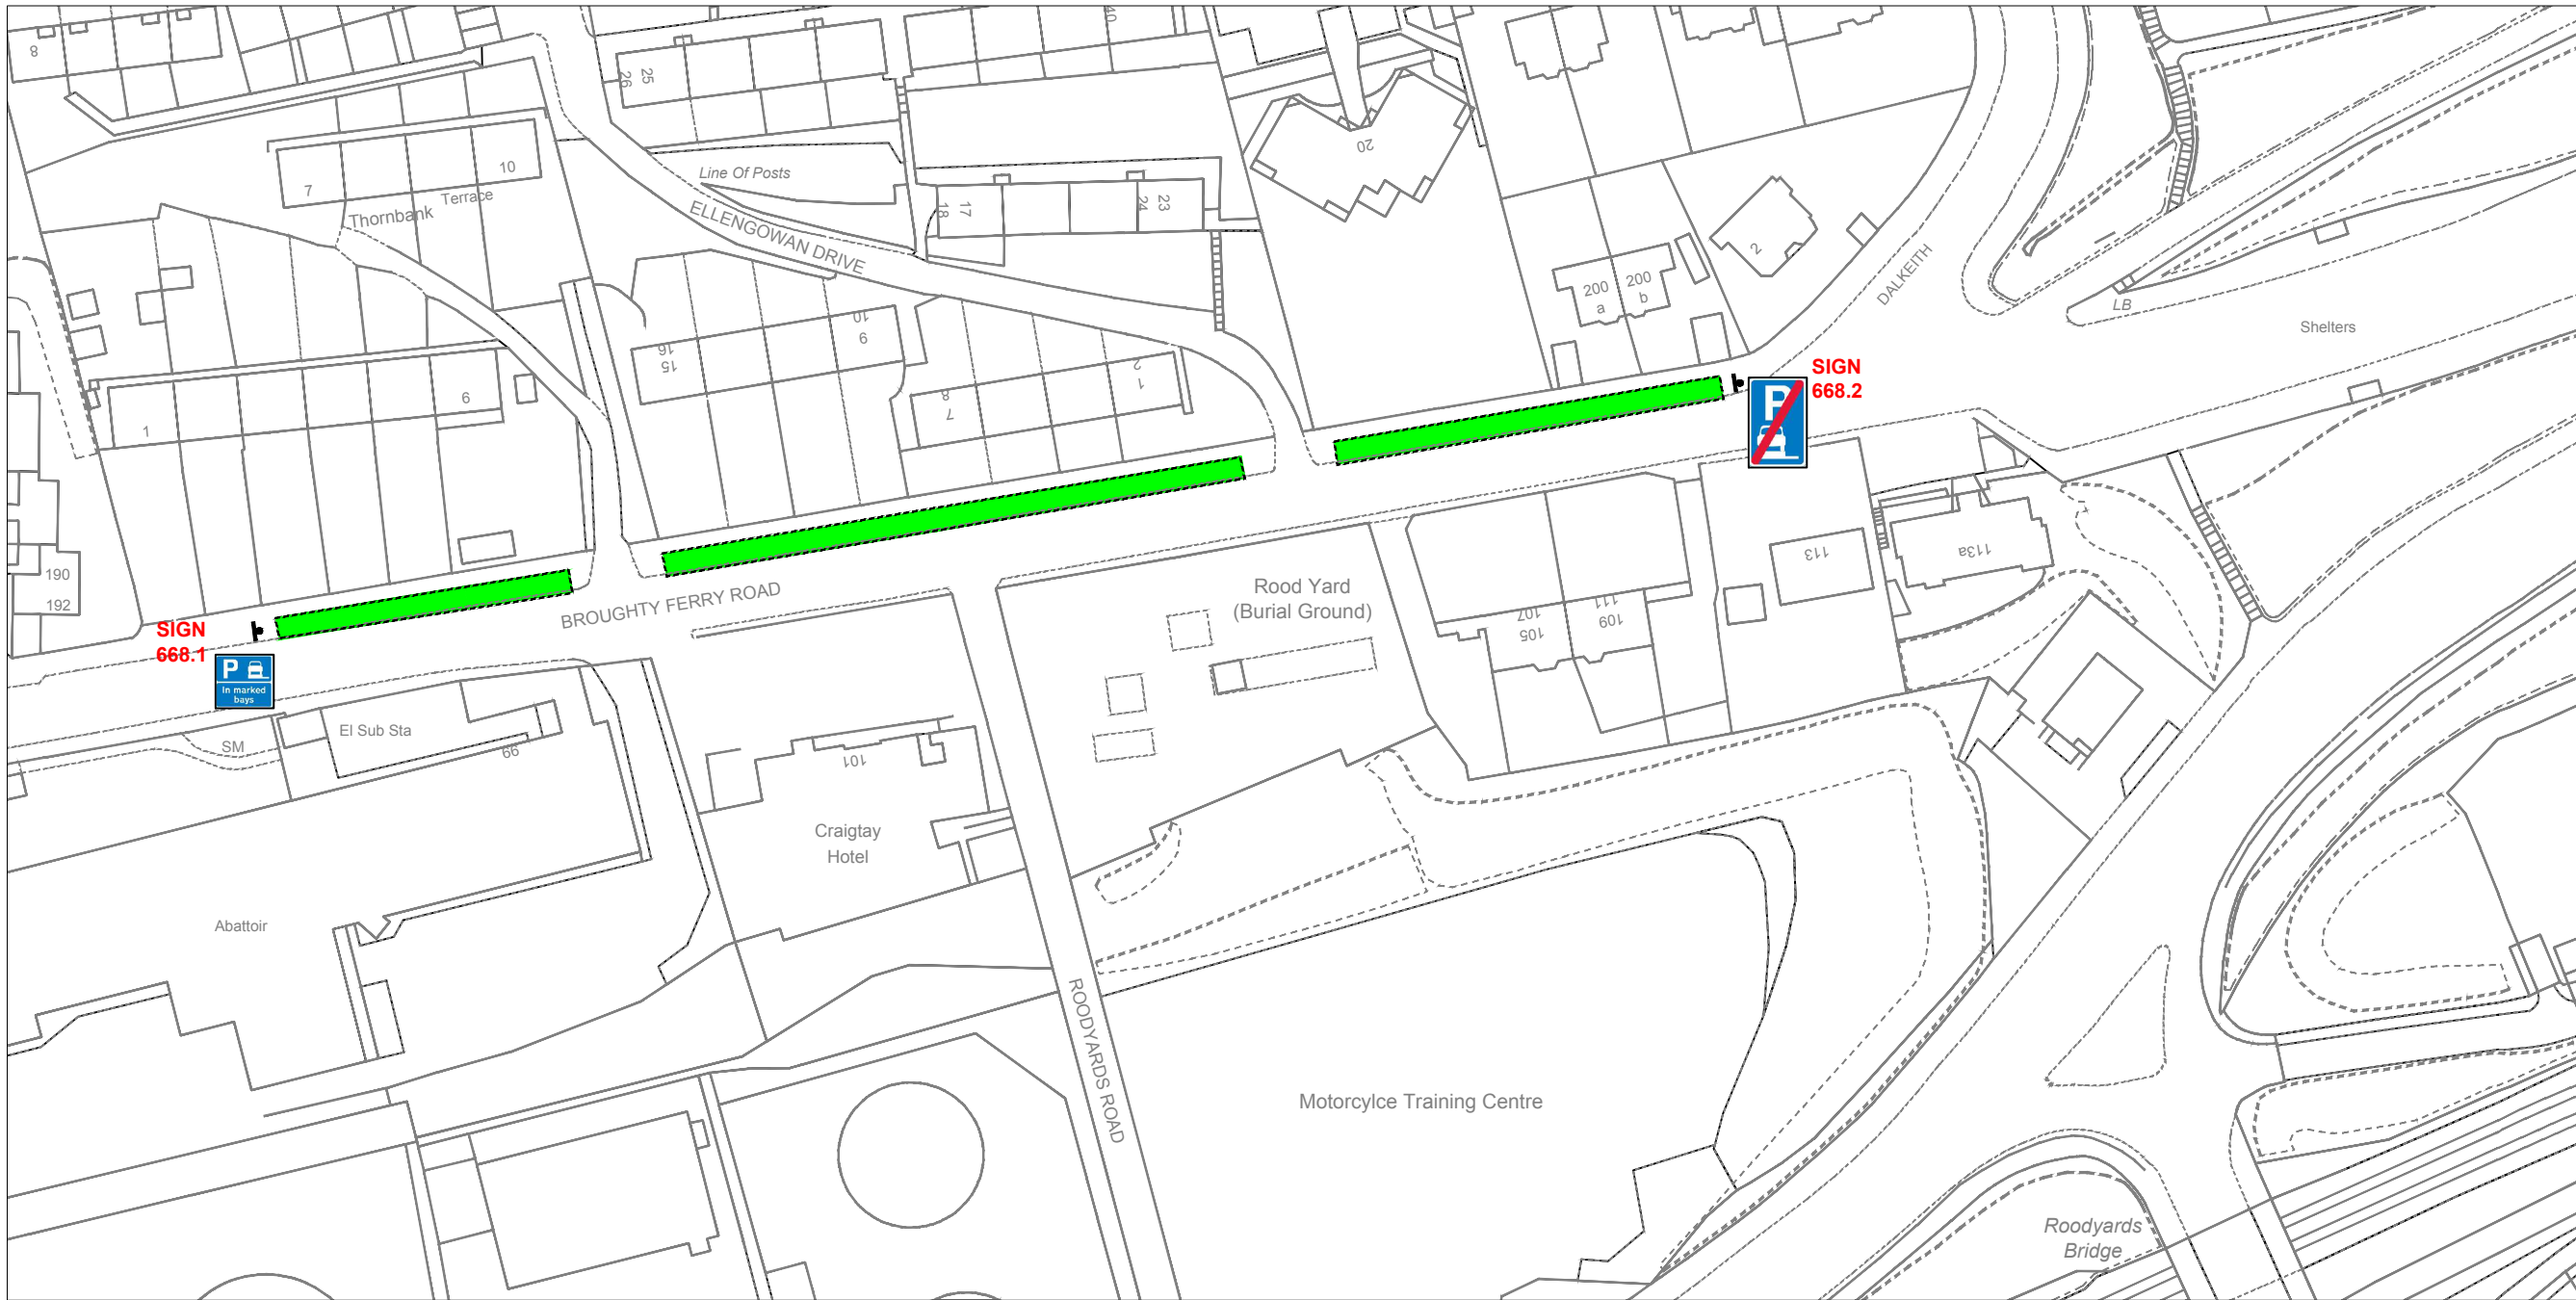 8
26
25
40
7
10
Thornbank
Terrace
Line Of Posts
ELLENGOWAN DRIVE
18
17
24
23
20
2
200
a
200
b
DALKEITH
LB
Shelters
16
15
10
9
8
7
2
1
1
6
190
192
SIGN
668.2
P
SIGN
668.1
P
In marked
bays
BROUGHTY FERRY ROAD
Rood Yard
(Burial Ground)
107
105
111
109
113
113a
SM
El Sub Sta
99
101
Craigtay
Hotel
Abattoir
ROODYARDS ROAD
Motorcylce Training Centre
Roodyards
Bridge